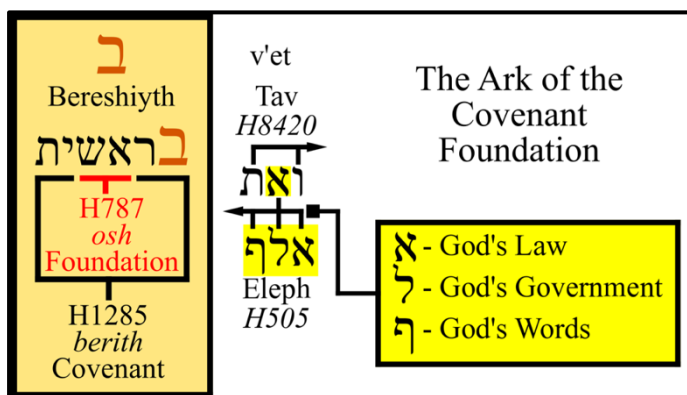 ב
Bereshiyth
בראשית
H787
osh
Foundation
H1285
berith
Covenant
v'et
Tav
H8420
ואת
אלף
Eleph
H505
The Ark of the
Covenant
Foundation
א - God's Law
ל - God's Government
ף - God's Words